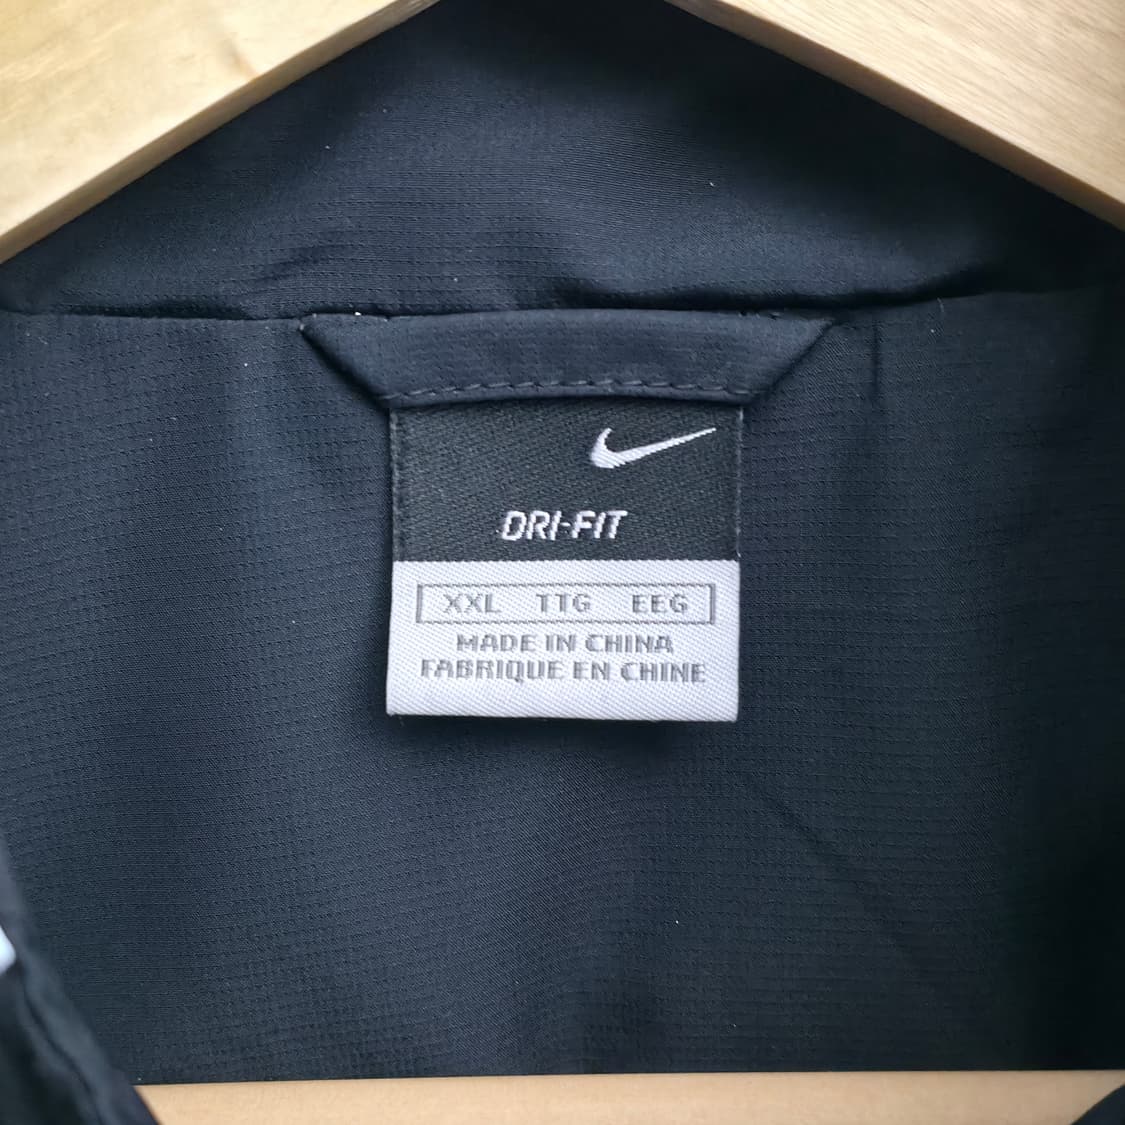 DRI-FIT
XXL TTG EEG
MADE IN CHINA
FABRIQUE EN CHINE